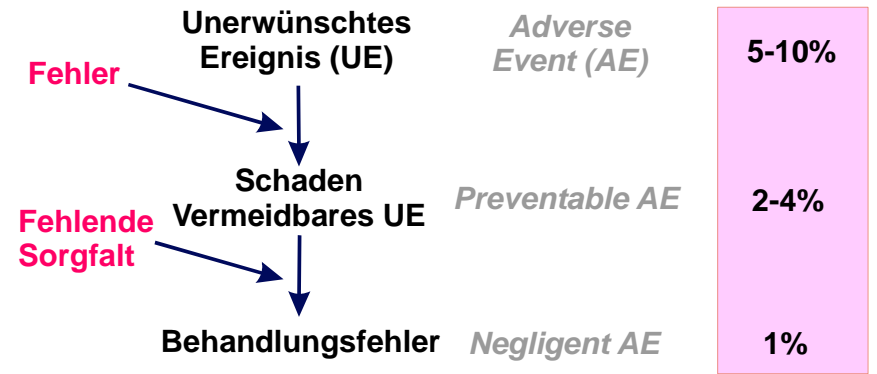 Unerwünschtes
Ereignis (UE)
Adverse
Event (AE)
5-10%
Fehler
Schaden
Vermeidbares UE
Preventable AE
2-4%
Fehlende
Sorgfalt
Behandlungsfehler
Negligent AE
1%